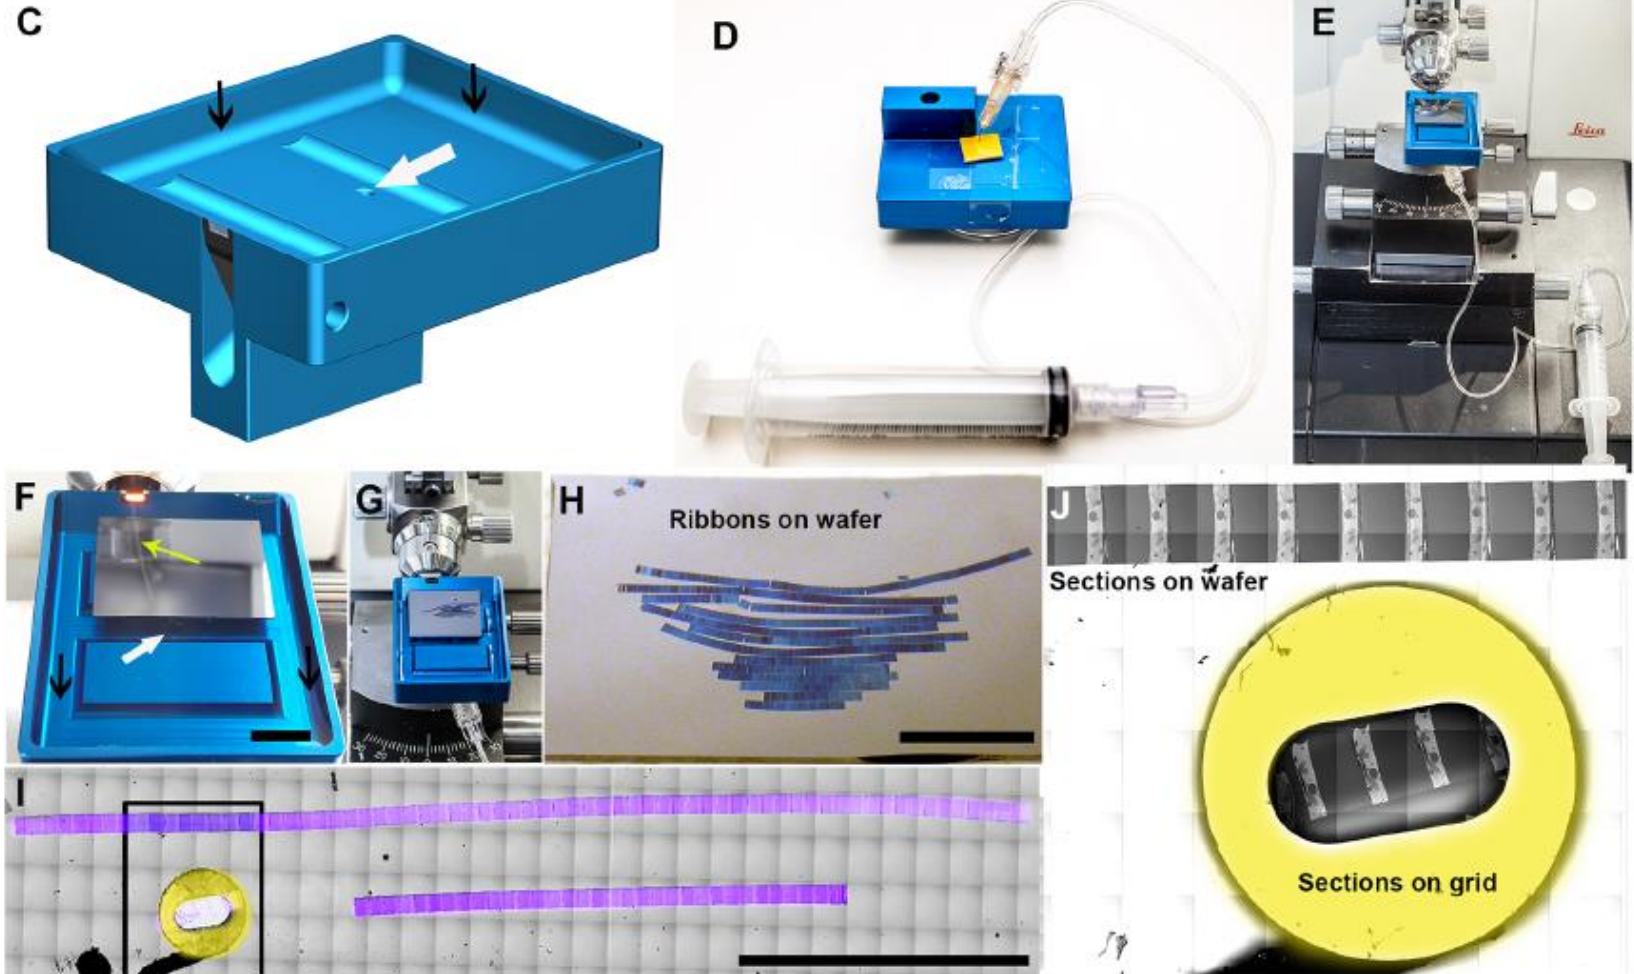 C
D
E
Leica
F
G
H
Ribbons on wafer
J
Sections on wafer
I
Sections on grid